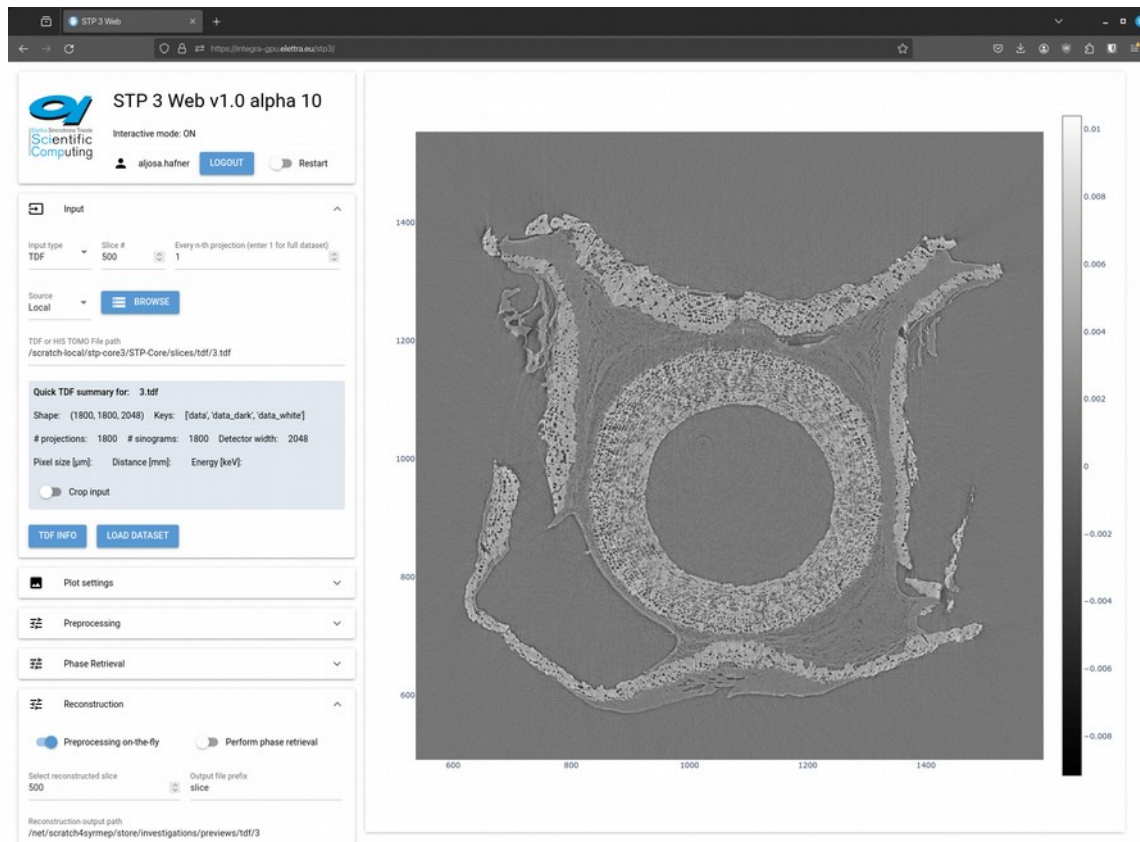 STP 3 Web
https://integra-gpu.elettra.eu/stp3/
STP 3 Web v1.0 alpha 10
Elettra Sincrotrone Trieste
Scientific
Computing
Interactive mode: ON
aljosa.hafner
LOGOUT
Restart
Input
Input type
TDF
Slice #
500
Every n-th projection (enter 1 for full dataset)
1
Source
Local
BROWSE
TDF or HIS TOMO File path
/scratch-local/stp-core3/STP-Core/slices/tdf/3.tdf
Quick TDF summary for: 3.tdf
Shape: (1800, 1800, 2048) Keys: ['data', 'data_dark', 'data_white']
# projections: 1800 # sinograms: 1800 Detector width: 2048
Pixel size [µm]: Distance [mm]: Energy [keV]:
Crop input
TDF INFO
LOAD DATASET
Plot settings
Preprocessing
Phase Retrieval
Reconstruction
Preprocessing on-the-fly
Perform phase retrieval
Select reconstructed slice
500
Output file prefix
slice
Reconstruction output path
/net/scratch4syrmep/store/investigations/previews/tdf/3
1400
1200
1000
800
600
600
800
1000
1200
1400
0.01
0.008
0.006
0.004
0.002
0
−0.002
−0.004
−0.006
−0.008